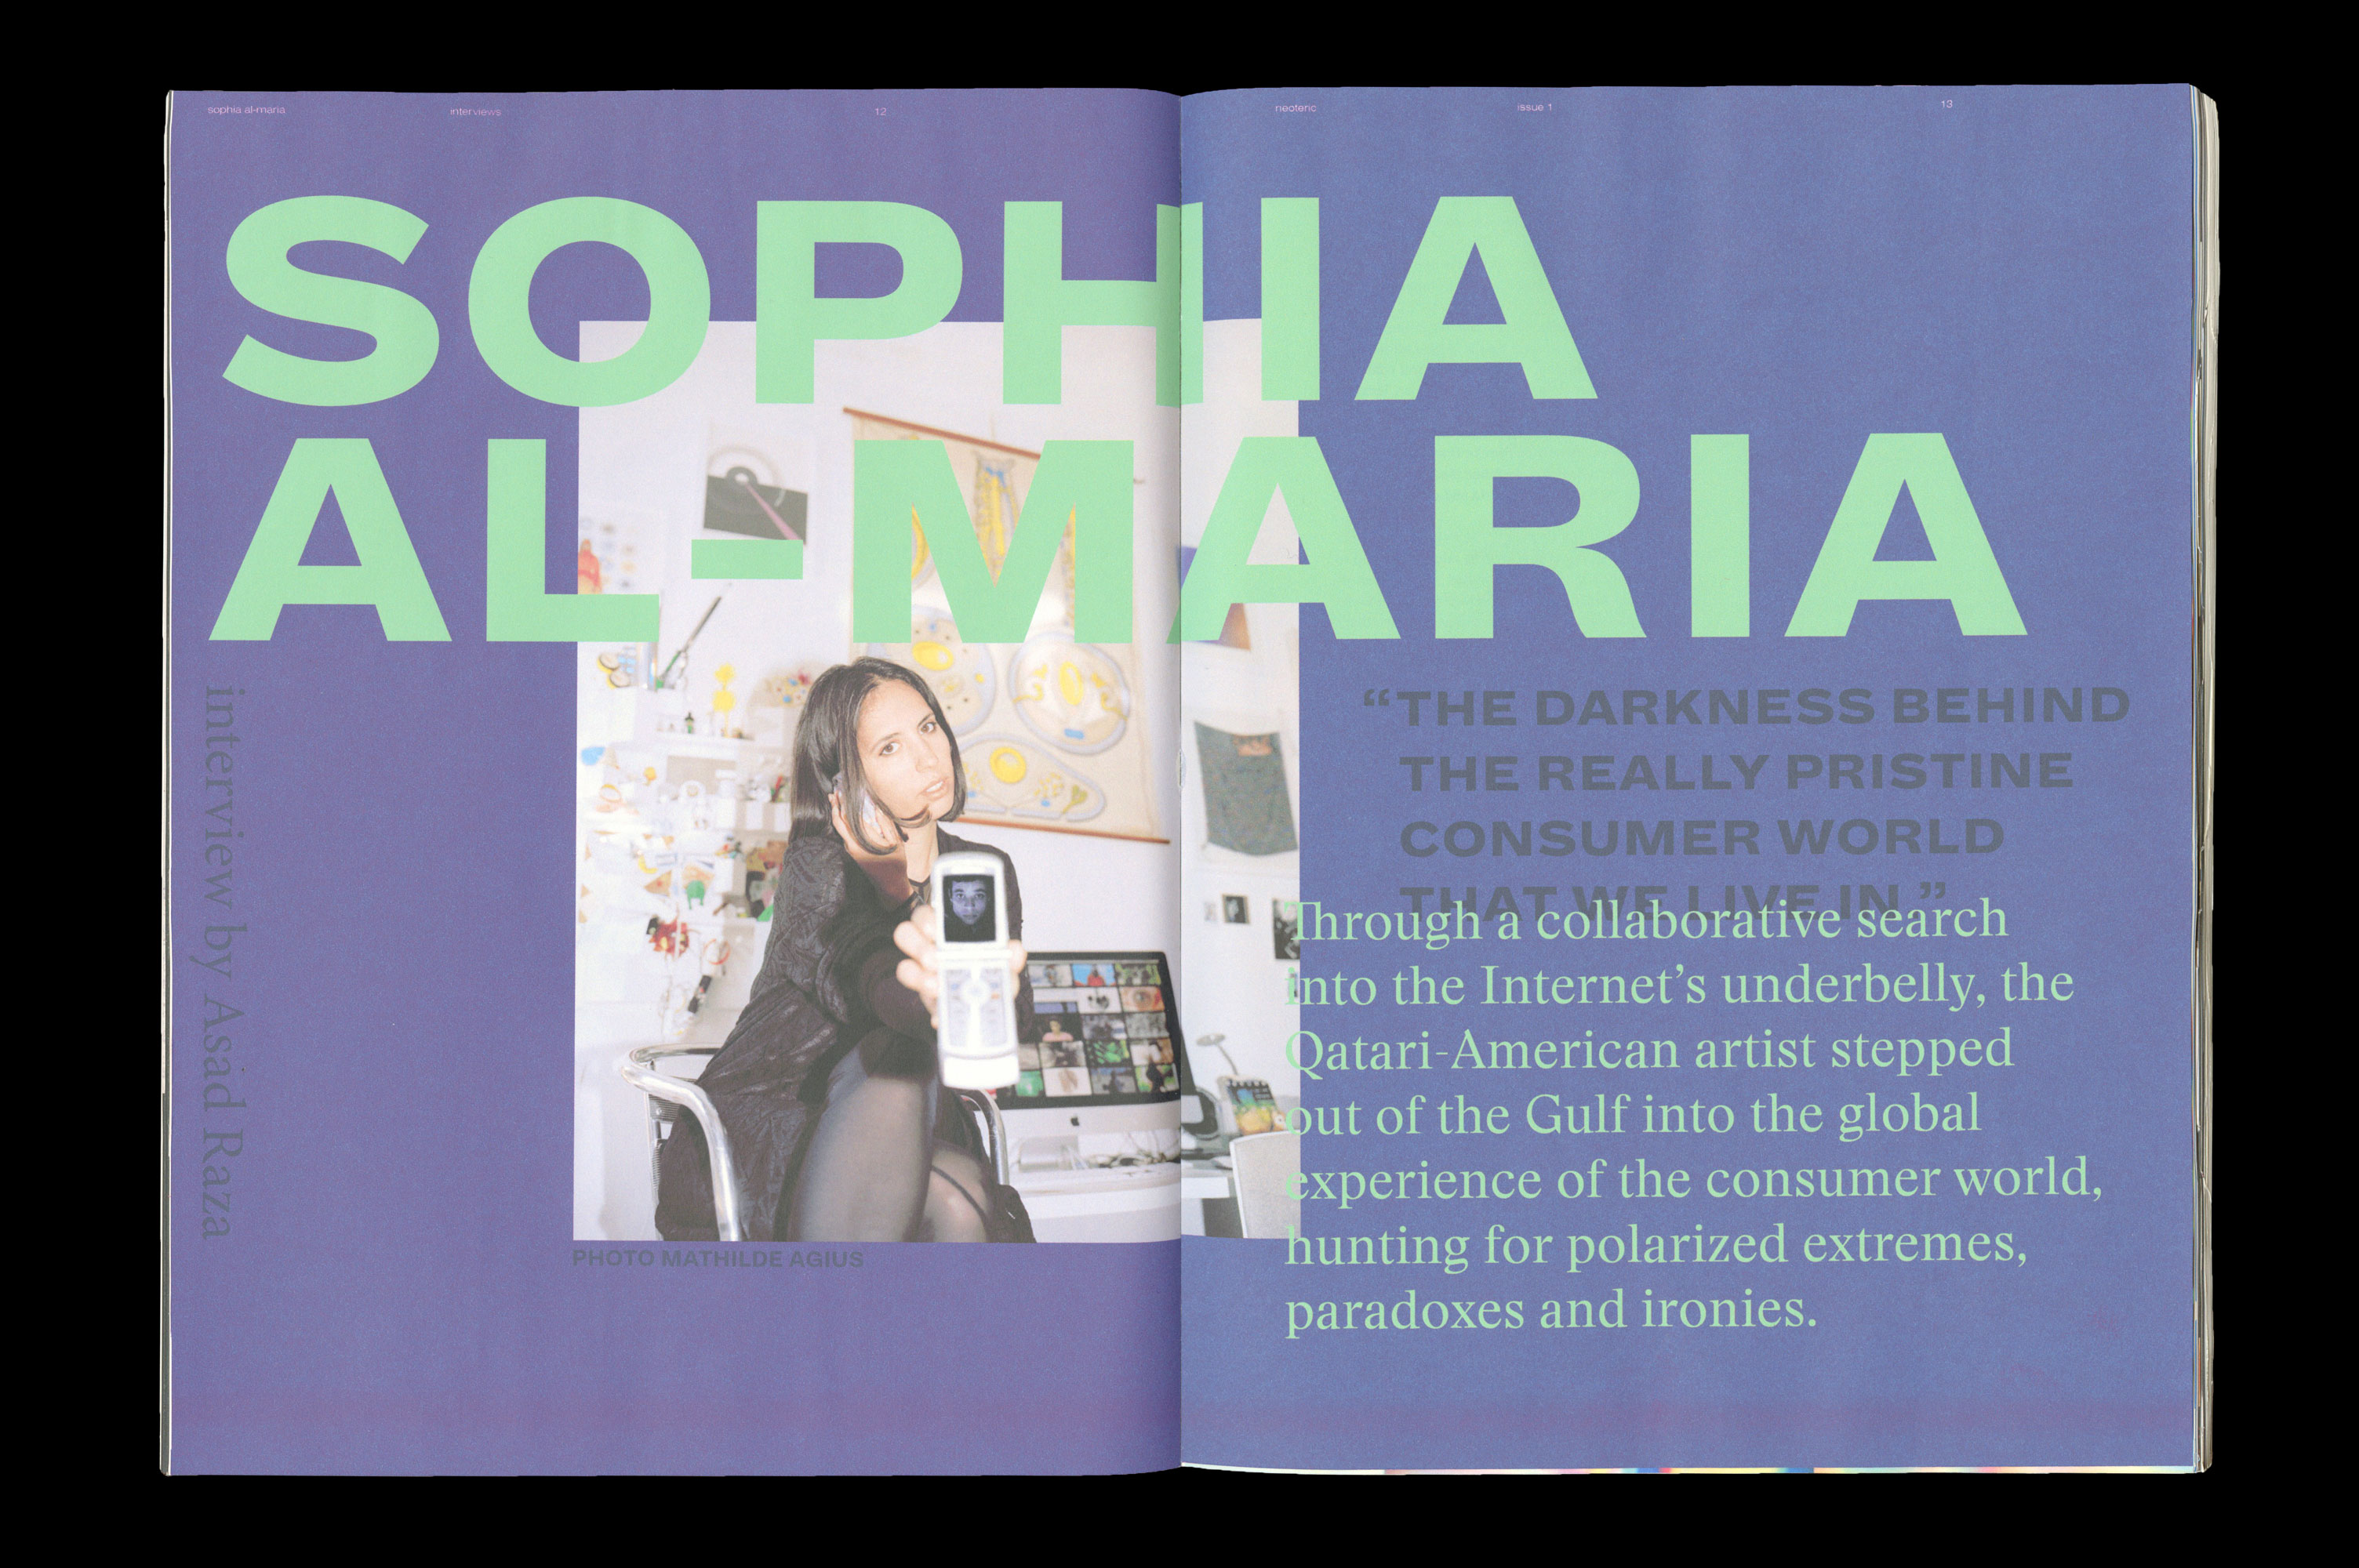 sophia al-maria
interviews
12
neoteric
issue 1
13
SOPHIA
AL-MARIA
interview by Asad Raza
PHOTO MATHILDE AGIUS
“THE DARKNESS BEHIND
THE REALLY PRISTINE
CONSUMER WORLD
THAT WE LIVE IN.”
Through a collaborative search
into the Internet’s underbelly, the
Qatari-American artist stepped
out of the Gulf into the global
experience of the consumer world,
hunting for polarized extremes,
paradoxes and ironies.